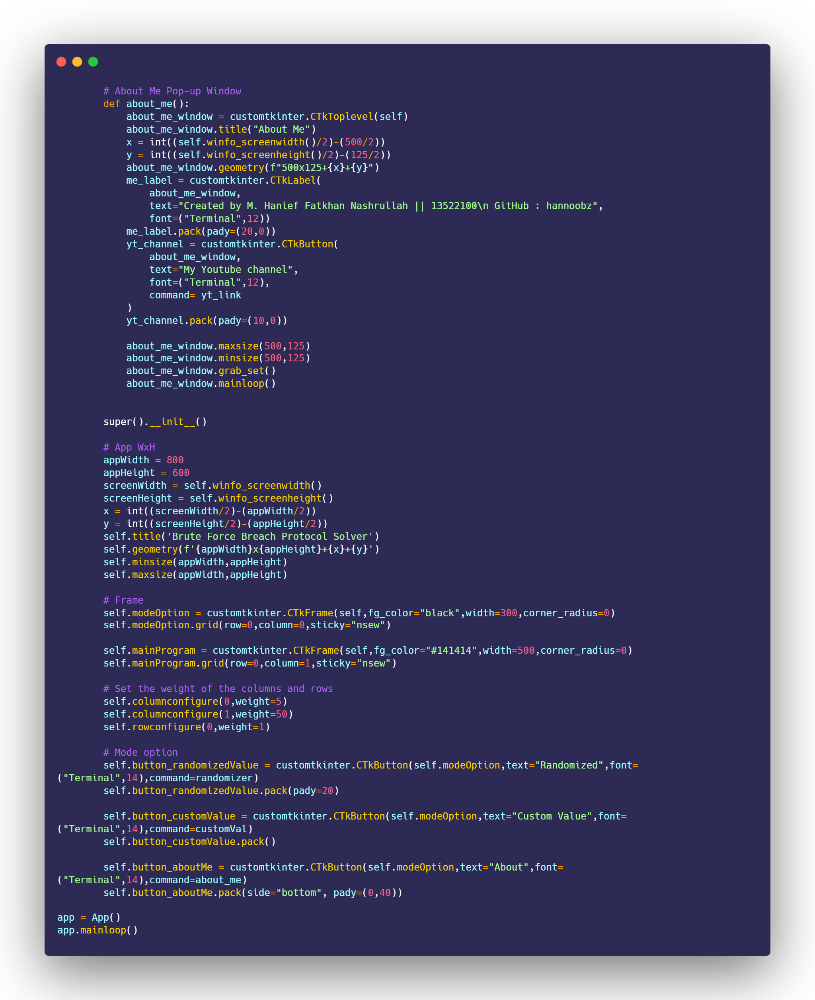 # About Me Pop-up Window
        def about_me():
            about_me_window = customtkinter.CTkToplevel(self)
            about_me_window.title("About Me")
            x = int((self.winfo_screenwidth()/2)-(500/2))
            y = int((self.winfo_screenheight()/2)-(125/2))
            about_me_window.geometry(f"500x125+{x}+{y}")
            me_label = customtkinter.CTkLabel(
                about_me_window,
                text="Created by M. Hanief Fatkhan Nashrullah || 13522100\n GitHub : hannoobz",
                font=("Terminal",12))
            me_label.pack(pady=(20,0))
            yt_channel = customtkinter.CTkButton(
                about_me_window,
                text="My Youtube channel",
                font=("Terminal",12),
                command= yt_link
            )
            yt_channel.pack(pady=(10,0))

            about_me_window.maxsize(500,125)
            about_me_window.minsize(500,125)
            about_me_window.grab_set()
            about_me_window.mainloop()


        super().__init__()

        # App WxH
        appWidth = 800
        appHeight = 600
        screenWidth = self.winfo_screenwidth()
        screenHeight = self.winfo_screenheight()
        x = int((screenWidth/2)-(appWidth/2))
        y = int((screenHeight/2)-(appHeight/2))
        self.title('Brute Force Breach Protocol Solver')
        self.geometry(f'{appWidth}x{appHeight}+{x}+{y}')
        self.minsize(appWidth,appHeight)
        self.maxsize(appWidth,appHeight)

        # Frame
        self.modeOption = customtkinter.CTkFrame(self,fg_color="black",width=300,corner_radius=0)
        self.modeOption.grid(row=0,column=0,sticky="nsew")

        self.mainProgram = customtkinter.CTkFrame(self,fg_color="#141414",width=500,corner_radius=0)
        self.mainProgram.grid(row=0,column=1,sticky="nsew")

        # Set the weight of the columns and rows
        self.columnconfigure(0,weight=5)
        self.columnconfigure(1,weight=50)
        self.rowconfigure(0,weight=1)

        # Mode option
        self.button_randomizedValue = customtkinter.CTkButton(self.modeOption,text="Randomized",font=
("Terminal",14),command=randomizer)
        self.button_randomizedValue.pack(pady=20)

        self.button_customValue = customtkinter.CTkButton(self.modeOption,text="Custom Value",font=
("Terminal",14),command=customVal)
        self.button_customValue.pack()

        self.button_aboutMe = customtkinter.CTkButton(self.modeOption,text="About",font=
("Terminal",14),command=about_me)
        self.button_aboutMe.pack(side="bottom", pady=(0,40))

app = App()
app.mainloop()